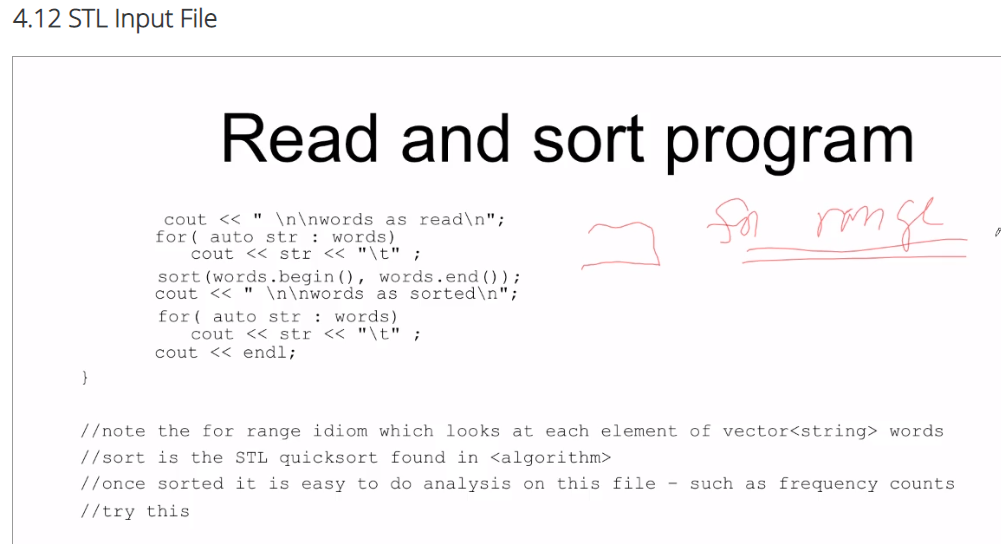 4.12 STL Input File
Read and sort program
cout << " \n\nwords as read\n";
for( auto str : words)
cout << str << "\t" ;
sort(words.begin(), words.end());
cout << " \n\nwords as sorted\n";
for( auto str : words)
cout << str << "\t" ;
cout << endl;
}
for range
//note the for range idiom which looks at each element of vector<string> words
//sort is the STL quicksort found in <algorithm>
//once sorted it is easy to do analysis on this file – such as frequency counts
//try this